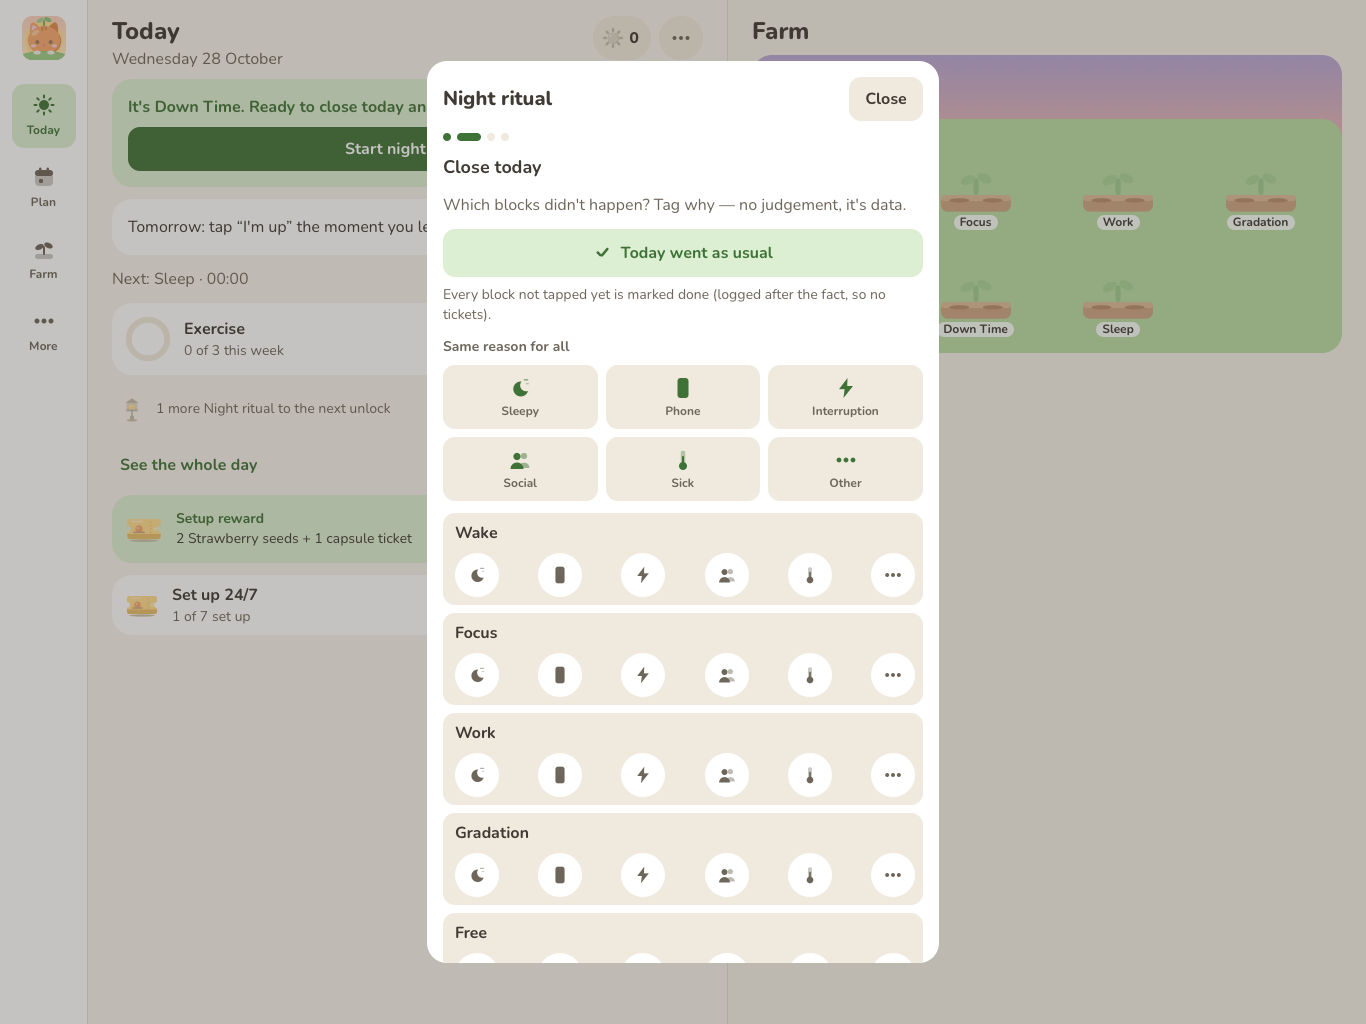 Today
Wednesday 28 October
0
Farm
Today
Plan
Farm
More
It's Down Time. Ready to close today an
Start night
Tomorrow: tap “I'm up” the moment you le
Next: Sleep · 00:00
Exercise
0 of 3 this week
1 more Night ritual to the next unlock
See the whole day
Setup reward
2 Strawberry seeds + 1 capsule ticket
Set up 24/7
1 of 7 set up
Night ritual
Close
Close today
Which blocks didn't happen? Tag why — no judgement, it's data.
Today went as usual
Every block not tapped yet is marked done (logged after the fact, so no
tickets).
Same reason for all
Sleepy
Phone
Interruption
Social
Sick
Other
Wake
Focus
Work
Gradation
Free
Focus
Work
Gradation
Down Time
Sleep